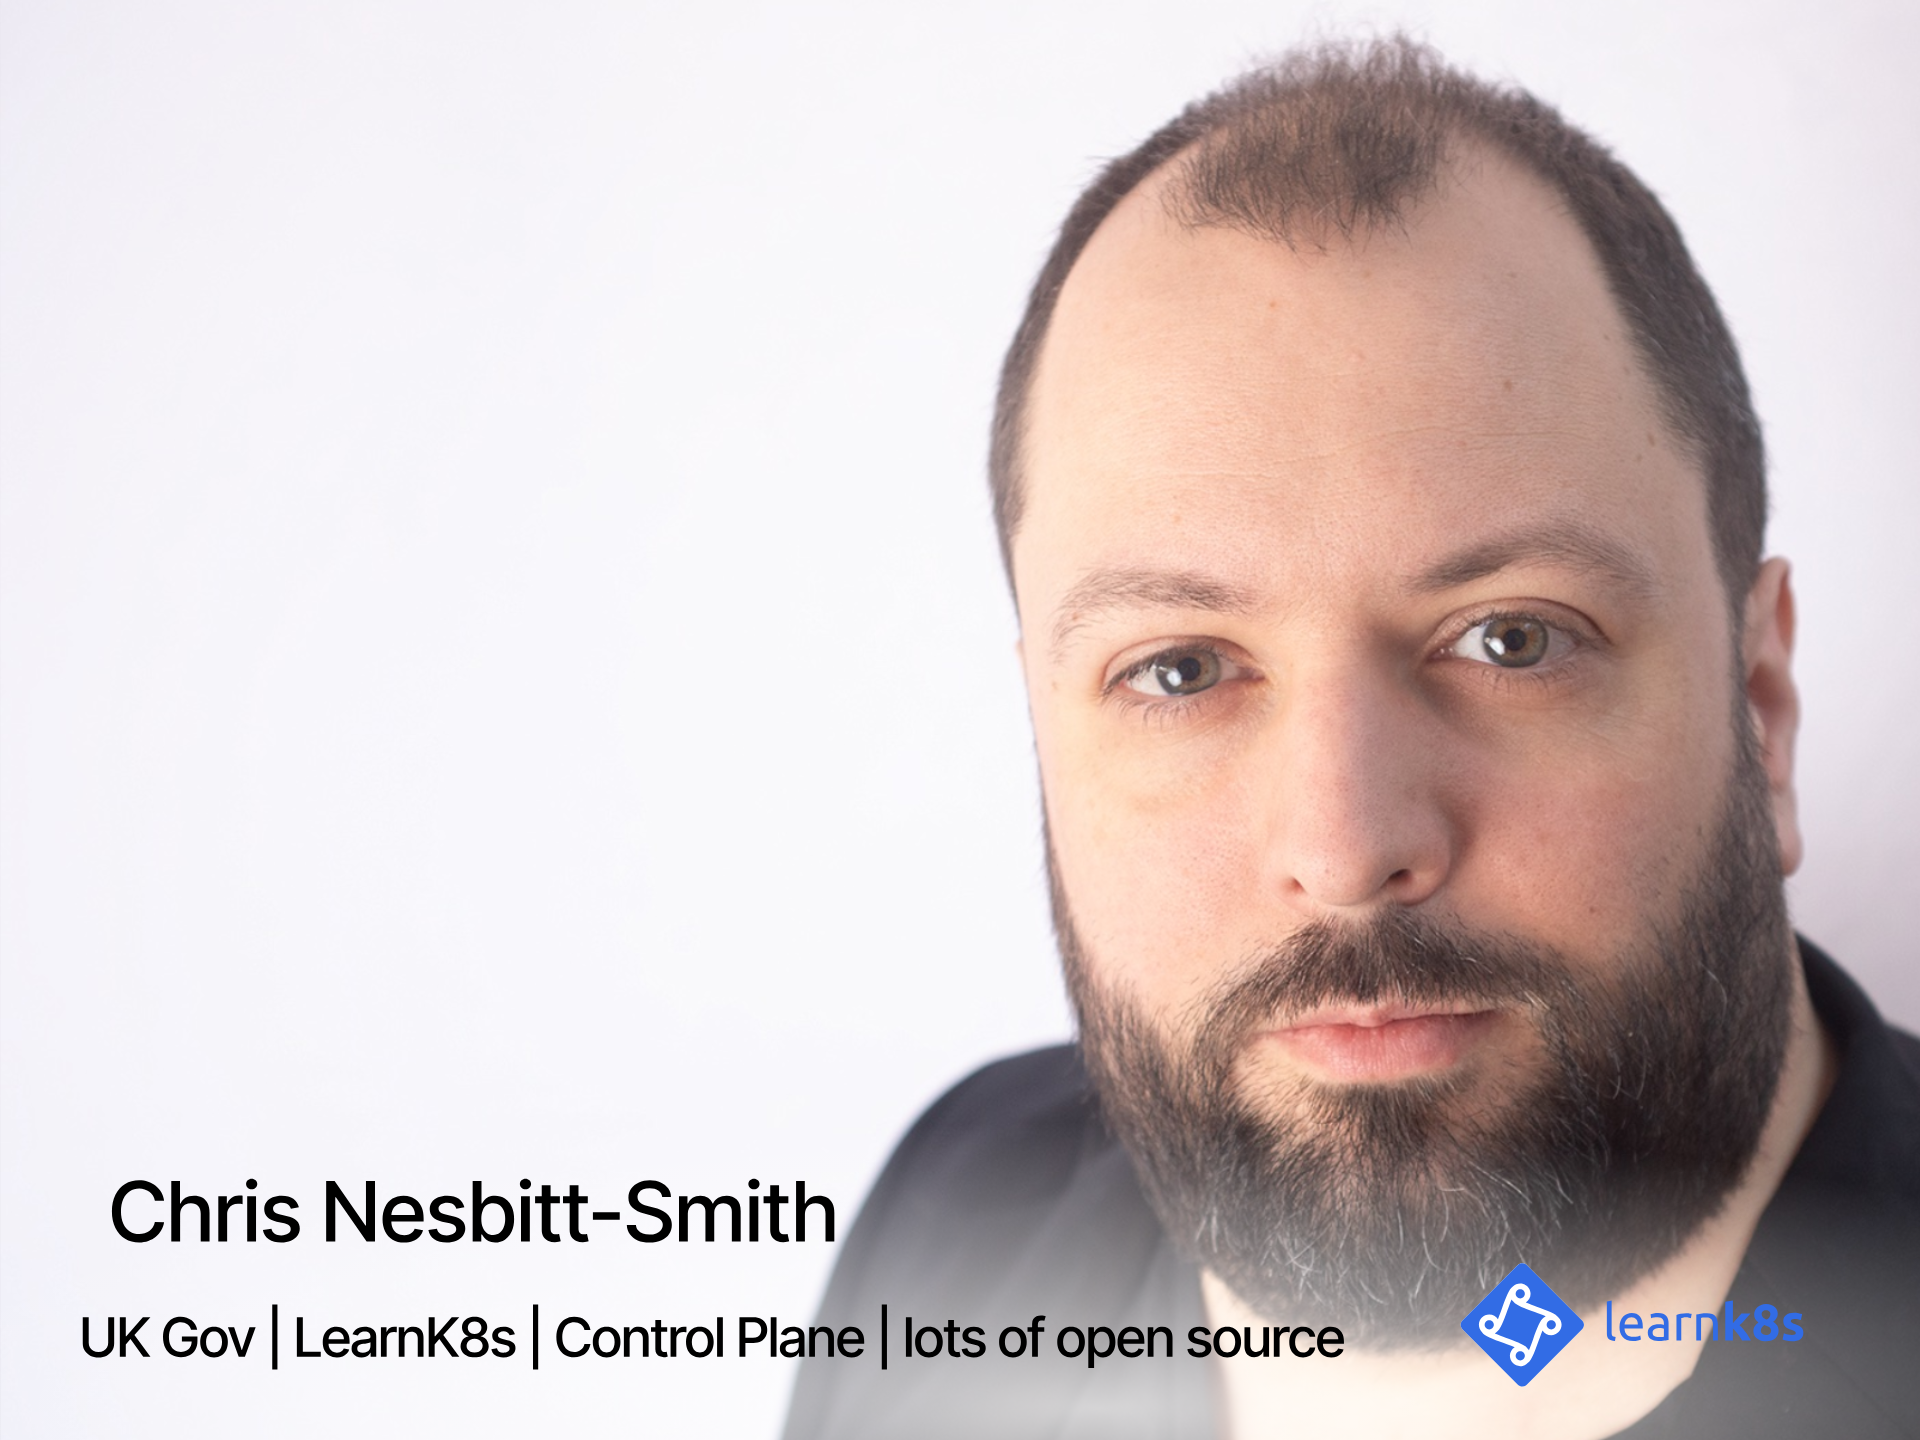 Chris Nesbitt-Smith
UK Gov | LearnK8s | Control Plane | lots of open source
learnk8s